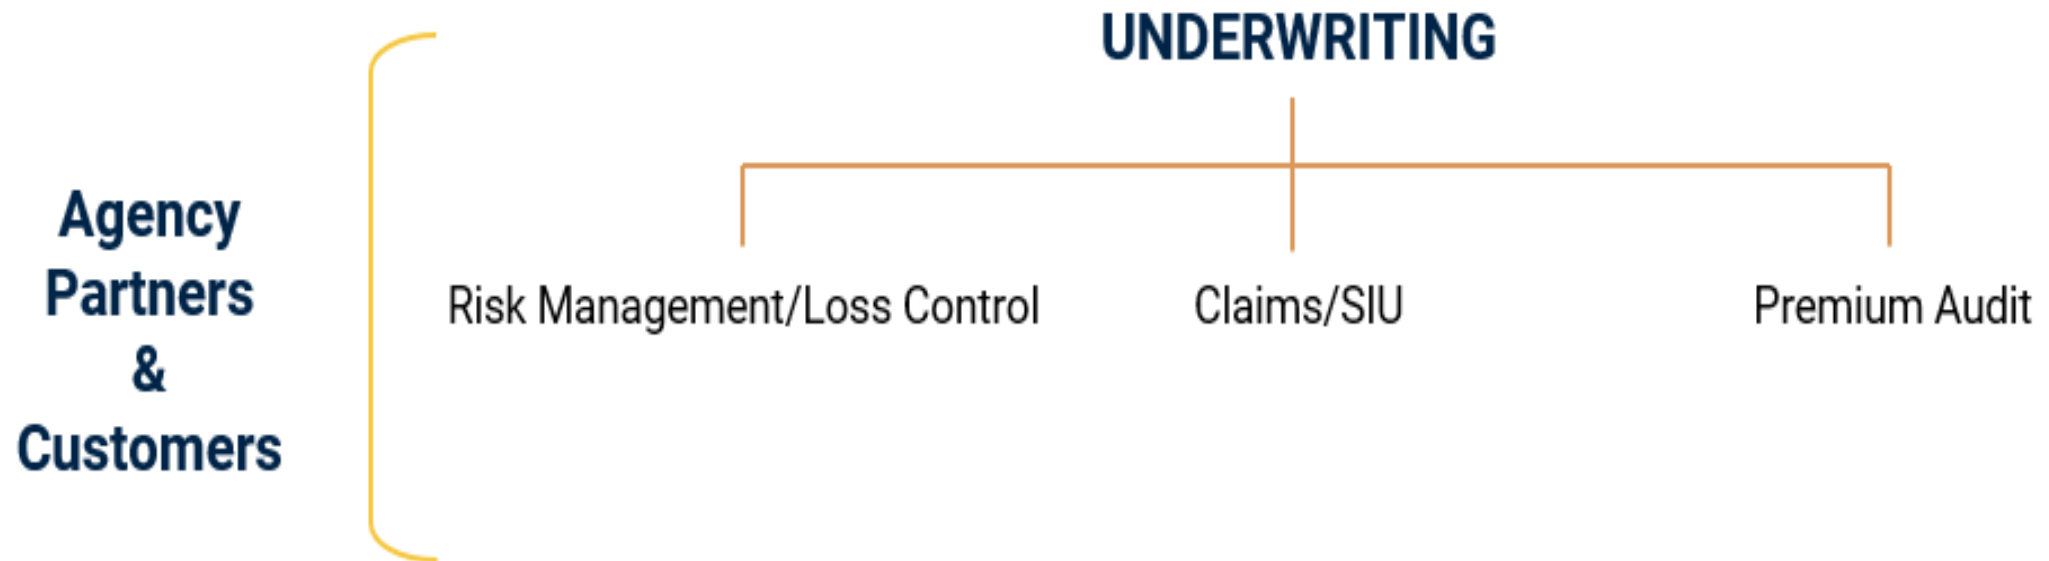 UNDERWRITING
Agency
Partners
&
Customers
Risk Management/Loss Control
Claims/SIU
Premium Audit